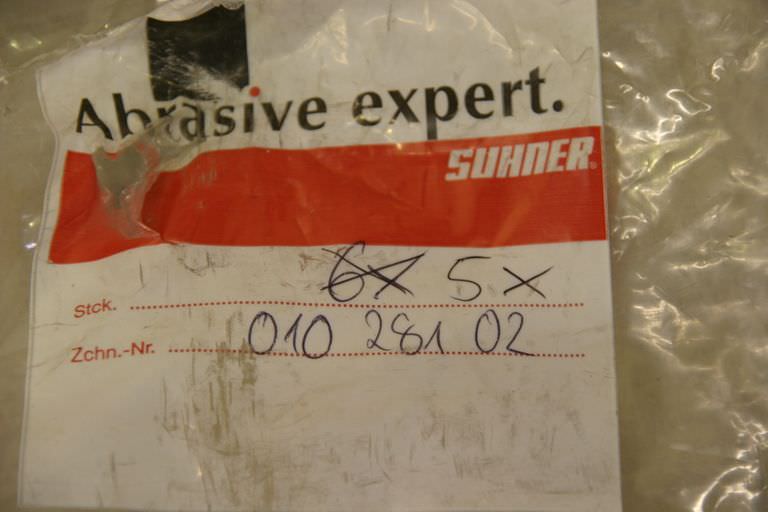 Abrasive expert.
SUHNER®
Stck. 6x 5x
Zchn.-Nr. 010 281 02